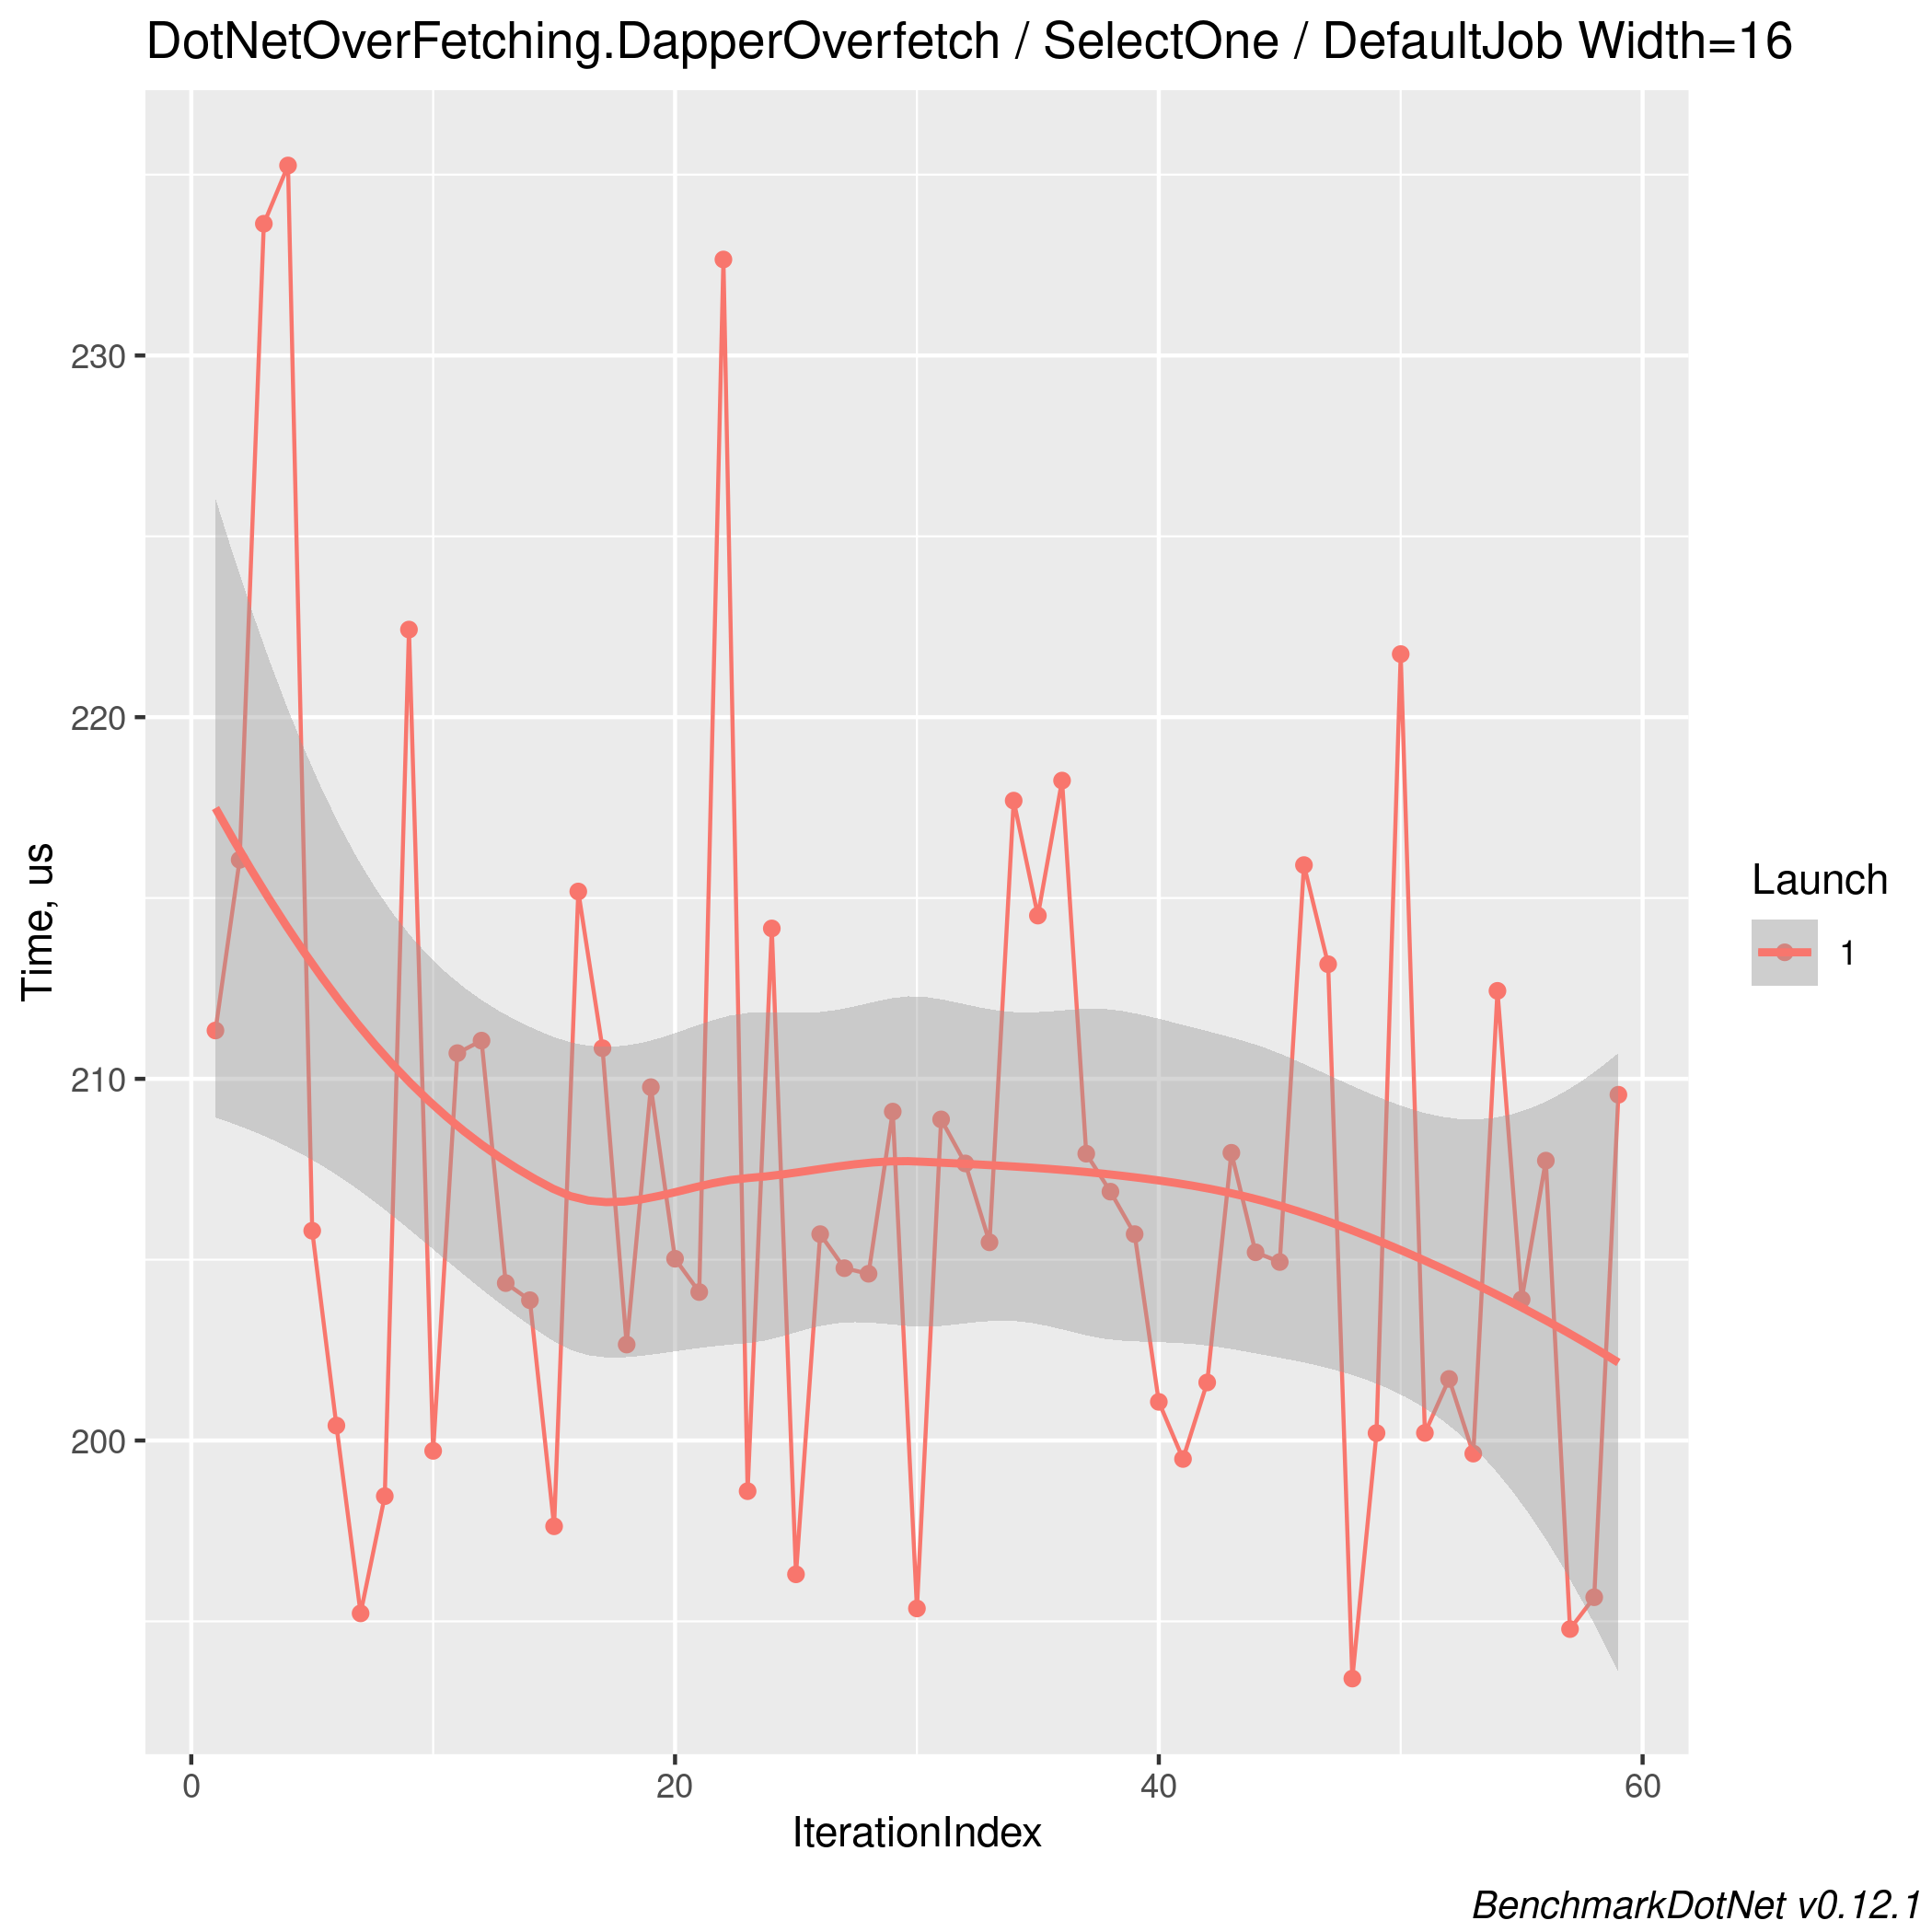 DotNetOverFetching.DapperOverfetch / SelectOne / DefaultJob Width=16
230
220
210
200
Time, us
0 20 40 60
IterationIndex
Launch
1
BenchmarkDotNet v0.12.1